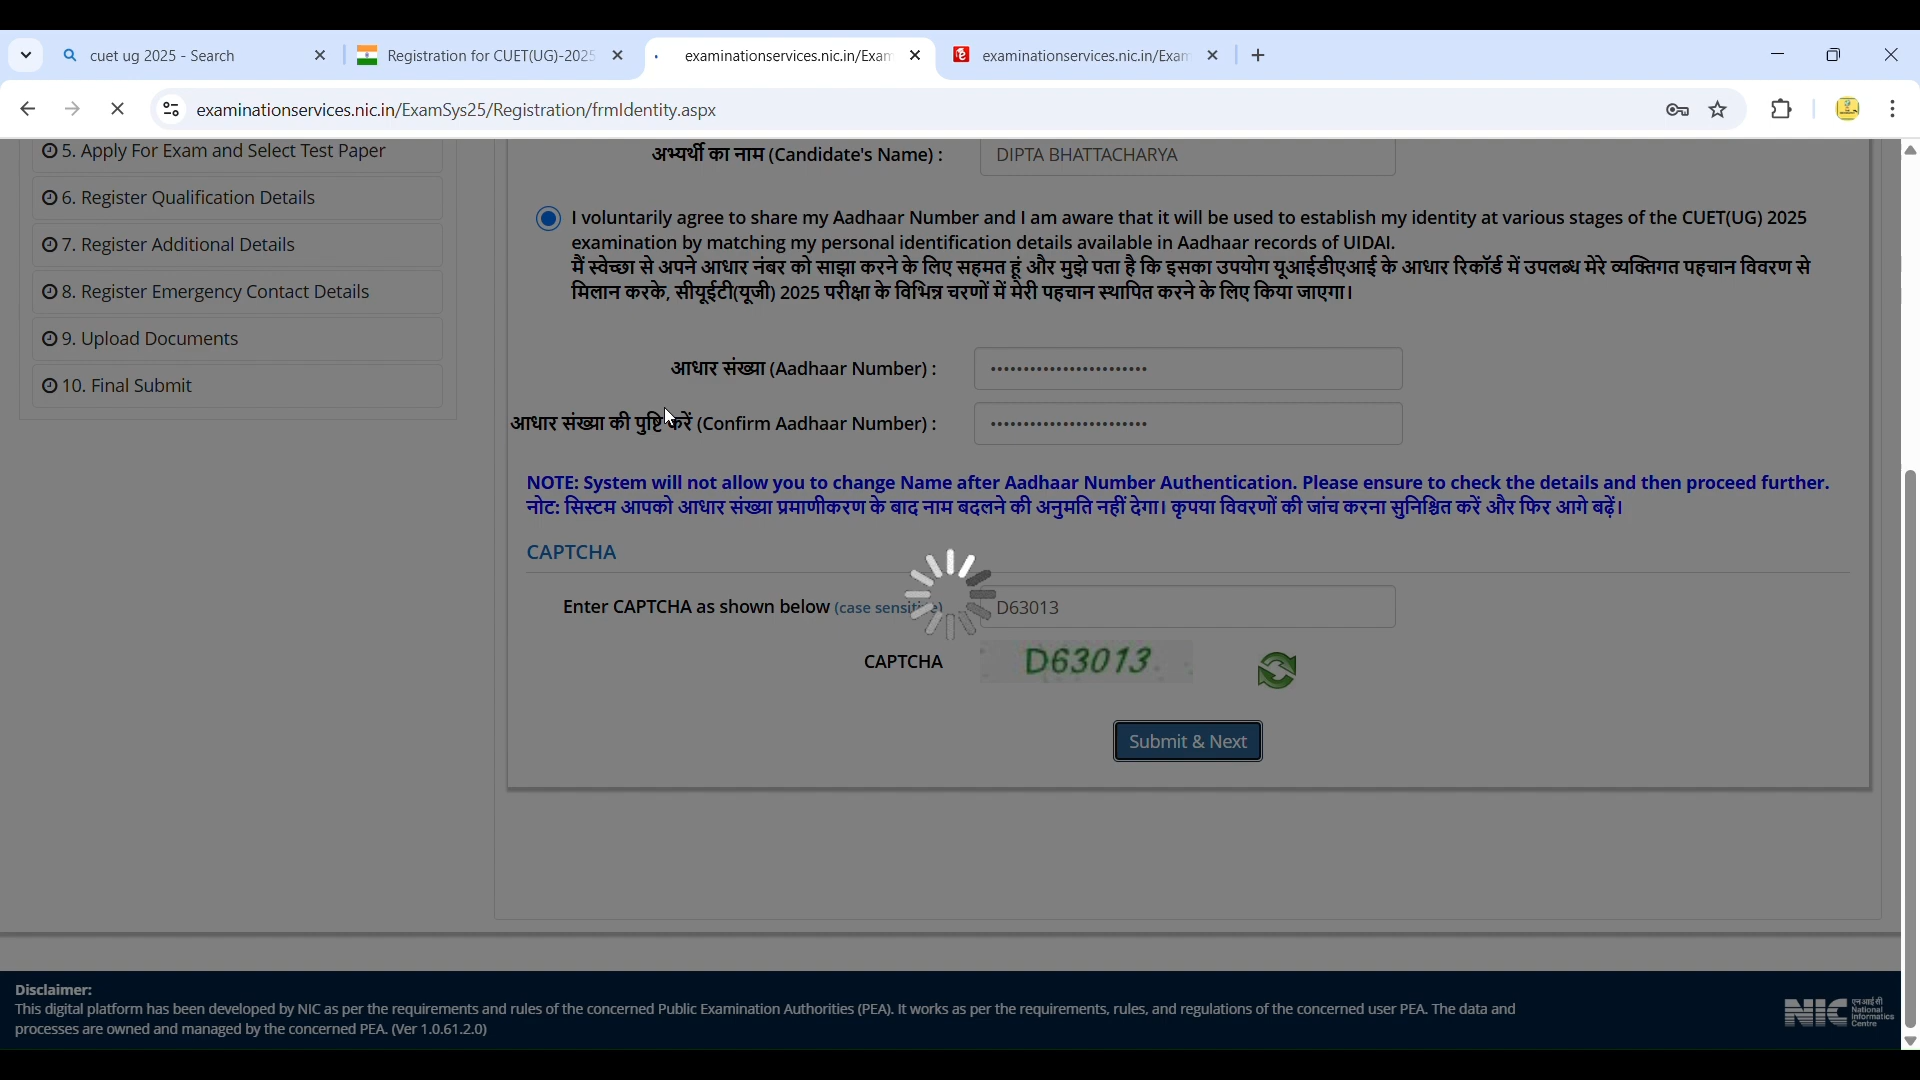 cuet ug 2025 - Search
Registration for CUET(UG)-2025
examinationservices.nic.in/Exam
examinationservices.nic.in/Exam
examinationservices.nic.in/ExamSys25/Registration/frmIdentity.aspx
5. Apply For Exam and Select Test Paper
6. Register Qualification Details
7. Register Additional Details
8. Register Emergency Contact Details
9. Upload Documents
10. Final Submit
अभ्यर्थी का नाम (Candidate's Name) : DIPTA BHATTACHARYA
I voluntarily agree to share my Aadhaar Number and I am aware that it will be used to establish my identity at various stages of the CUET(UG) 2025
examination by matching my personal identification details available in Aadhaar records of UIDAI.
मैं स्वेच्छा से अपने आधार नंबर को साझा करने के लिए सहमत हूं और मुझे पता है कि इसका उपयोग यूआईडीएआई के आधार रिकॉर्ड में उपलब्ध मेरे व्यक्तिगत पहचान विवरण से
मिलान करके, सीयूईटी(यूजी) 2025 परीक्षा के विभिन्न चरणों में मेरी पहचान स्थापित करने के लिए किया जाएगा।
आधार संख्या (Aadhaar Number) :
आधार संख्या की पुष्टि करें (Confirm Aadhaar Number) :
NOTE: System will not allow you to change Name after Aadhaar Number Authentication. Please ensure to check the details and then proceed further.
नोट: सिस्टम आपको आधार संख्या प्रमाणीकरण के बाद नाम बदलने की अनुमति नहीं देगा। कृपया विवरणों की जांच करना सुनिश्चित करें और फिर आगे बढ़ें।
CAPTCHA
Enter CAPTCHA as shown below (case sensitive) D63013
CAPTCHA D63013
Submit & Next
Disclaimer:
This digital platform has been developed by NIC as per the requirements and rules of the concerned Public Examination Authorities (PEA). It works as per the requirements, rules, and regulations of the concerned user PEA. The data and
processes are owned and managed by the concerned PEA. (Ver 1.0.61.2.0)
NIC एनआईसी
National
Informatics
Centre